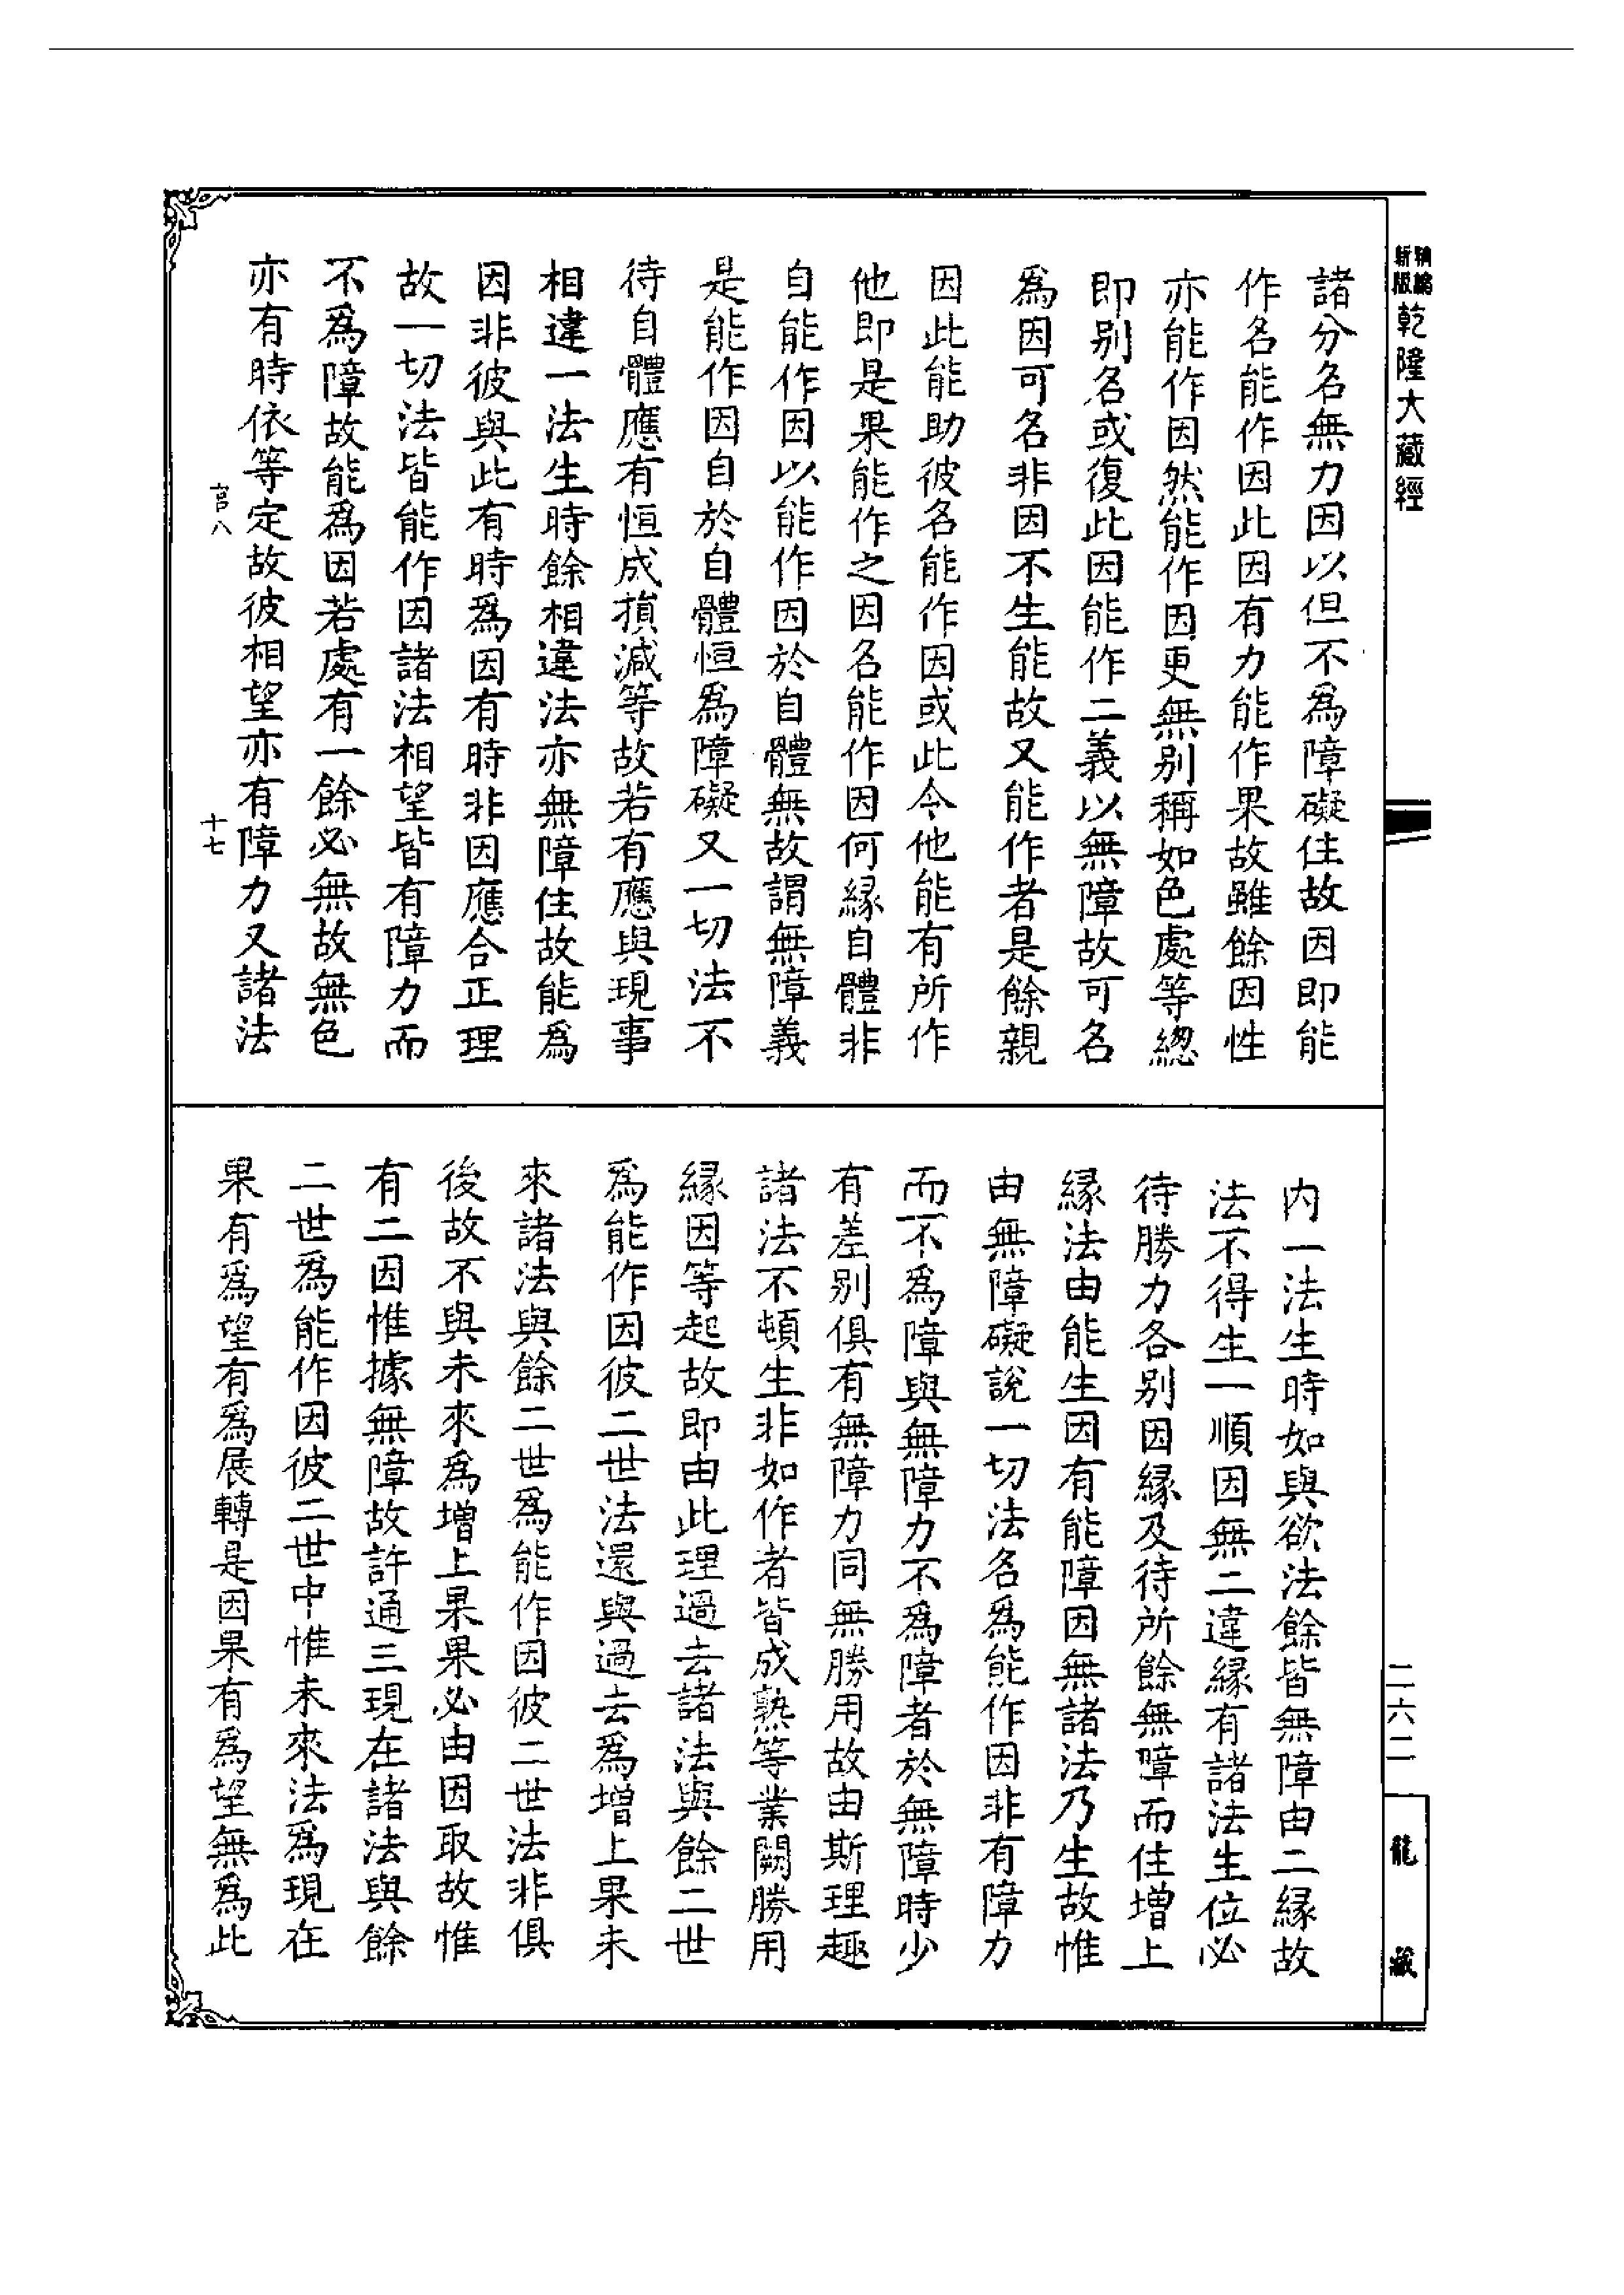 新編
新版
乾隆大藏經
諸分名無力因以但不為障礙住故因即能
作名能作因此因有力能作果故雖餘因性
亦能作因然能作因更無别稱如色處等緫
即别名或復此因能作二義以無障故可名
為因可名非因不生能故又能作者是餘親
因此能助彼名能作因或此令他能有所作
他即是果能作之因名能作因何縁自體非
自能作因以能作因於自體無故謂無障義
是能作因自於自體恒為障礙又一切法不
待自體應有恒成損減等故若有應與現事
相違一法生時餘相違法亦無障住故能為
因非彼與此有時為因有時非因應合正理
故一切法皆能作因諸法相望皆有障力而
不為障故能為因若處有一餘必無故無色
亦有時依等定故彼相望亦有障力又諸法
官八
十七
内一法生時如與欲法餘皆無障由二縁故
法不得生一順因無二違縁有諸法生位必
待勝力各别因縁及待所餘無障而住增上
縁法由能生因有能障因無諸法乃生故惟
由無障礙說一切法名為能作因非有障力
而不為障與無障力不為障者於無障時少
有差别俱有無障力同無勝用故由斯理趣
諸法不頓生非如作者皆成熟等業闕勝用
縁因等起故即由此理過去諸法與餘二世
為能作因彼二世法還與過去為增上果未
來諸法與餘二世為能作因彼二世法非俱
後故不與未來為增上果果必由因取故惟
有二因惟據無障故許通三現在諸法與餘
二世為能作因彼二世中惟未來法為現在
果有為望有為展轉是因果有為望無為此
二六二
龍藏